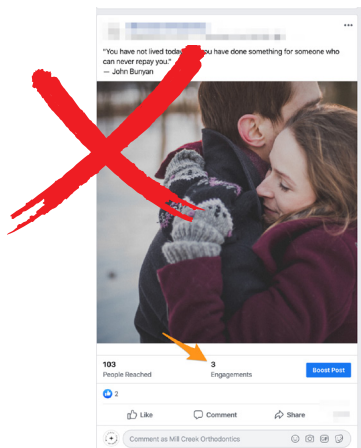 "You have not lived today you have done something for someone who
can never repay you."
— John Bunyan
103
People Reached
3
Engagements
Boost Post
2
Like
Comment
Share
Comment as Mill Creek Orthodontics